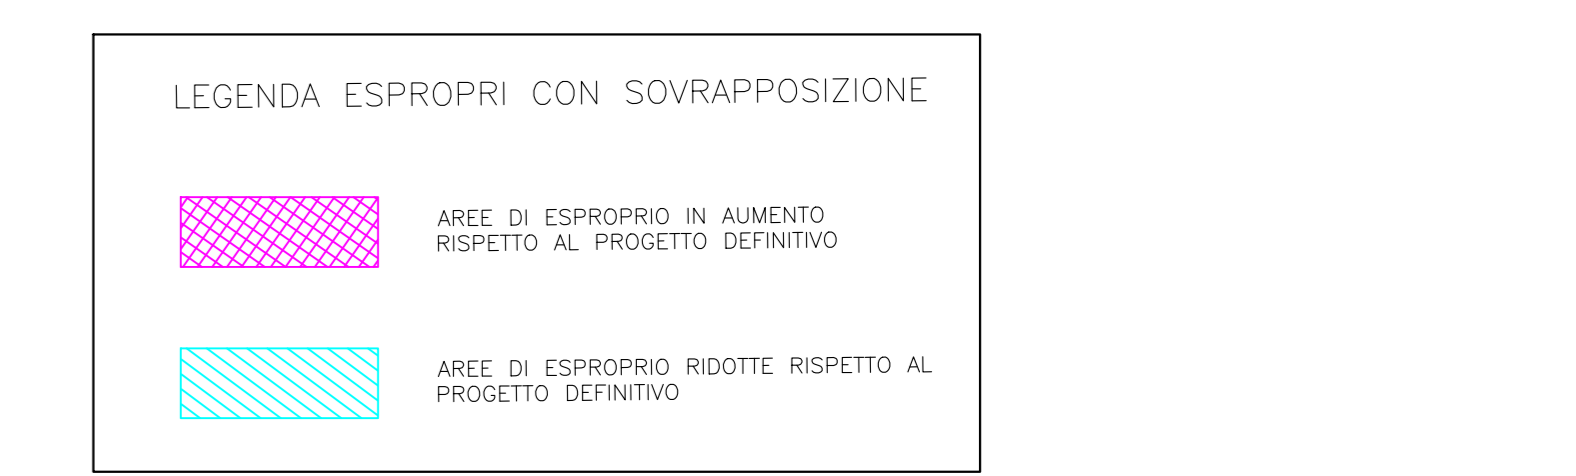 LEGENDA ESPROPRI CON SOVRAPPOSIZIONE
AREE DI ESPROPRIO IN AUMENTO
RISPETTO AL PROGETTO DEFINITIVO
AREE DI ESPROPRIO RIDOTTE RISPETTO AL
PROGETTO DEFINITIVO